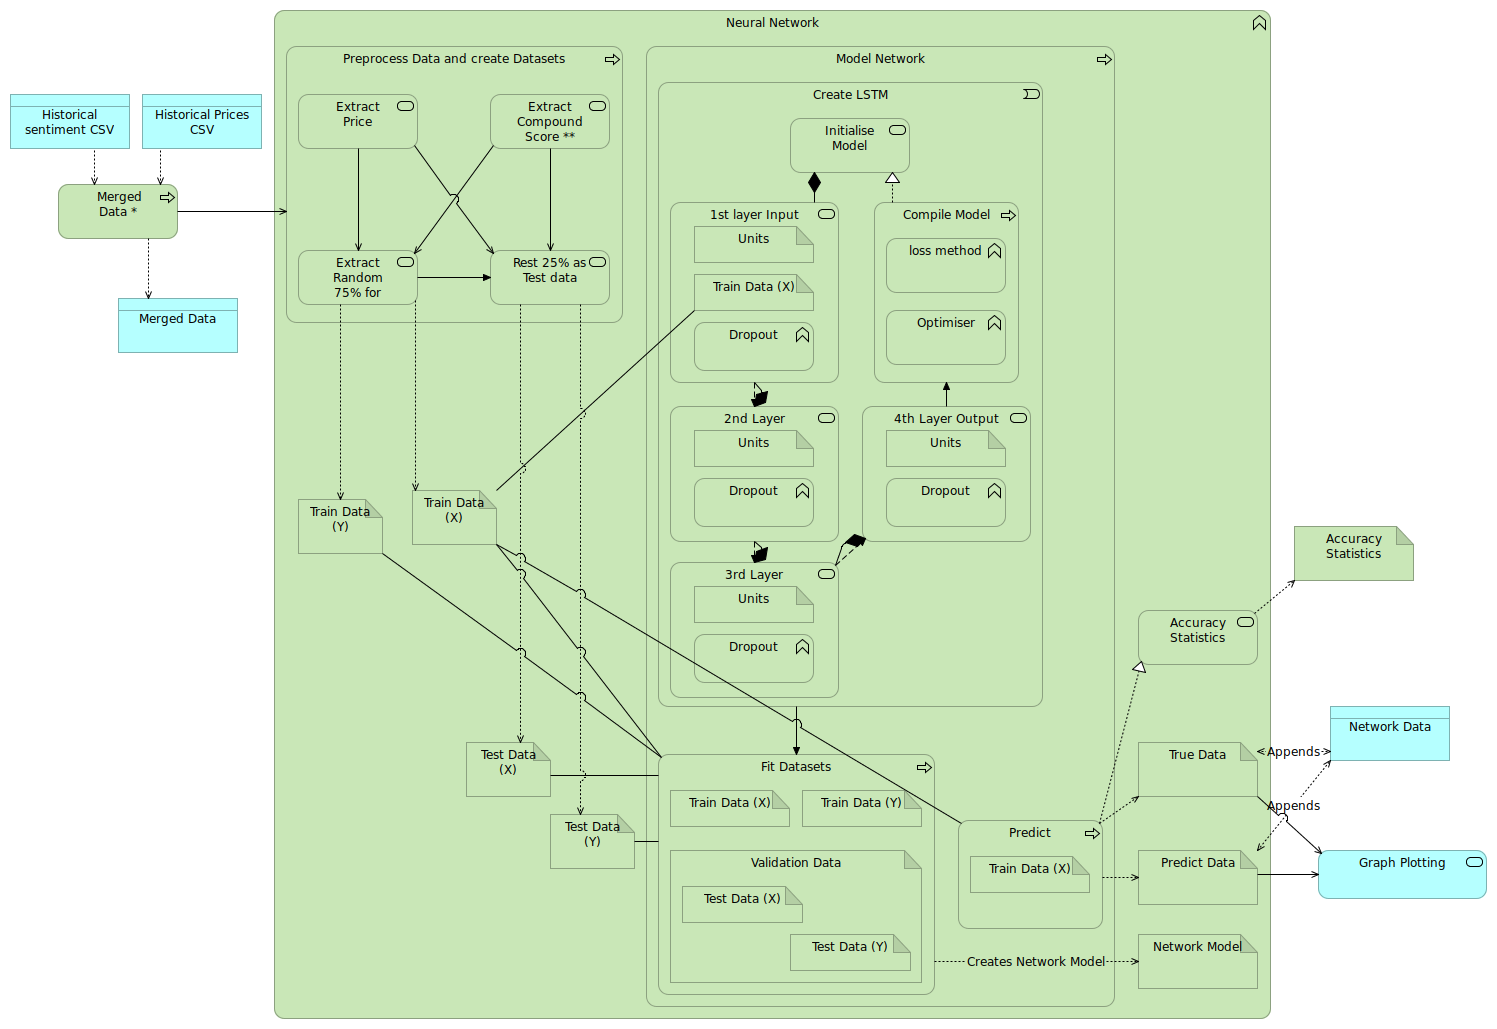 Neural Network
Preprocess Data and create Datasets
Model Network
Historical
sentiment CSV
Historical Prices
CSV
Merged
Data *
Merged Data
Extract
Price
Extract
Compound
Score **
Extract
Random
75% for
Rest 25% as
Test data
Train Data
(Y)
Train Data
(X)
Test Data
(X)
Test Data
(Y)
Create LSTM
Initialise
Model
1st layer Input
Units
Train Data (X)
Dropout
Compile Model
loss method
Optimiser
2nd Layer
Units
Dropout
4th Layer Output
Units
Dropout
3rd Layer
Units
Dropout
Fit Datasets
Train Data (X)
Train Data (Y)
Validation Data
Test Data (X)
Test Data (Y)
Predict
Train Data (X)
Creates Network Model
Accuracy
Statistics
Accuracy
Statistics
True Data
Appends
Network Data
Appends
Predict Data
Graph Plotting
Network Model